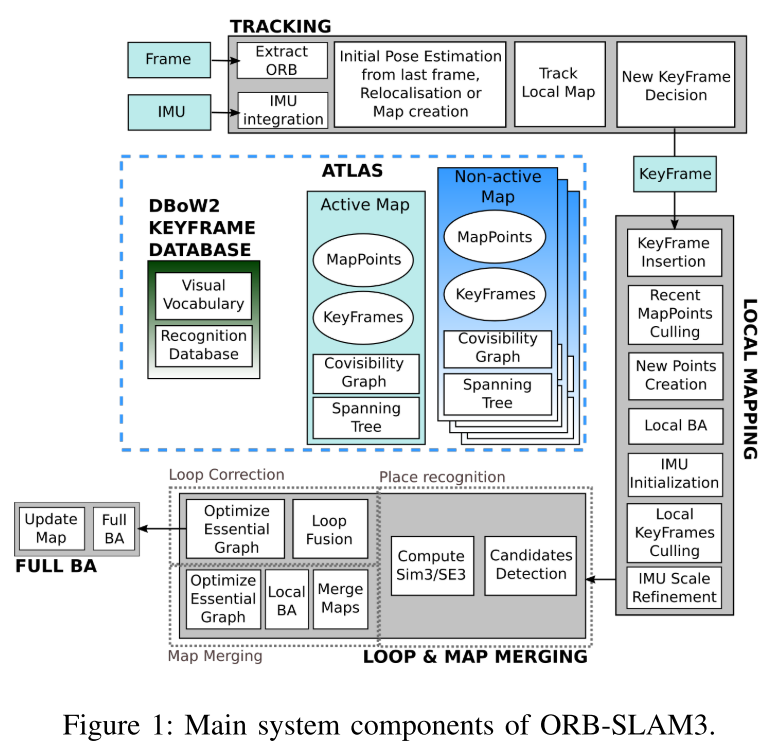 TRACKING
Frame
IMU
Extract
ORB
IMU
integration
Initial Pose Estimation
from last frame,
Relocalisation or
Map creation
Track
Local Map
New KeyFrame
Decision
KeyFrame
ATLAS
DBoW2
KEYFRAME
DATABASE
Visual
Vocabulary
Recognition
Database
Active Map
MapPoints
KeyFrames
Covisibility
Graph
Spanning
Tree
Non-active
Map
MapPoints
KeyFrames
Covisibility
Graph
Spanning
Tree
LOCAL MAPPING
KeyFrame
Insertion
Recent
MapPoints
Culling
New Points
Creation
Local BA
IMU
Initialization
Local
KeyFrames
Culling
IMU Scale
Refinement
Place recognition
Candidates
Detection
Compute
Sim3/SE3
Loop Correction
Optimize
Essential
Graph
Loop
Fusion
Optimize
Essential
Graph
Local
BA
Merge
Maps
Map Merging
LOOP & MAP MERGING
Update
Map
Full
BA
FULL BA
Figure 1: Main system components of ORB-SLAM3.